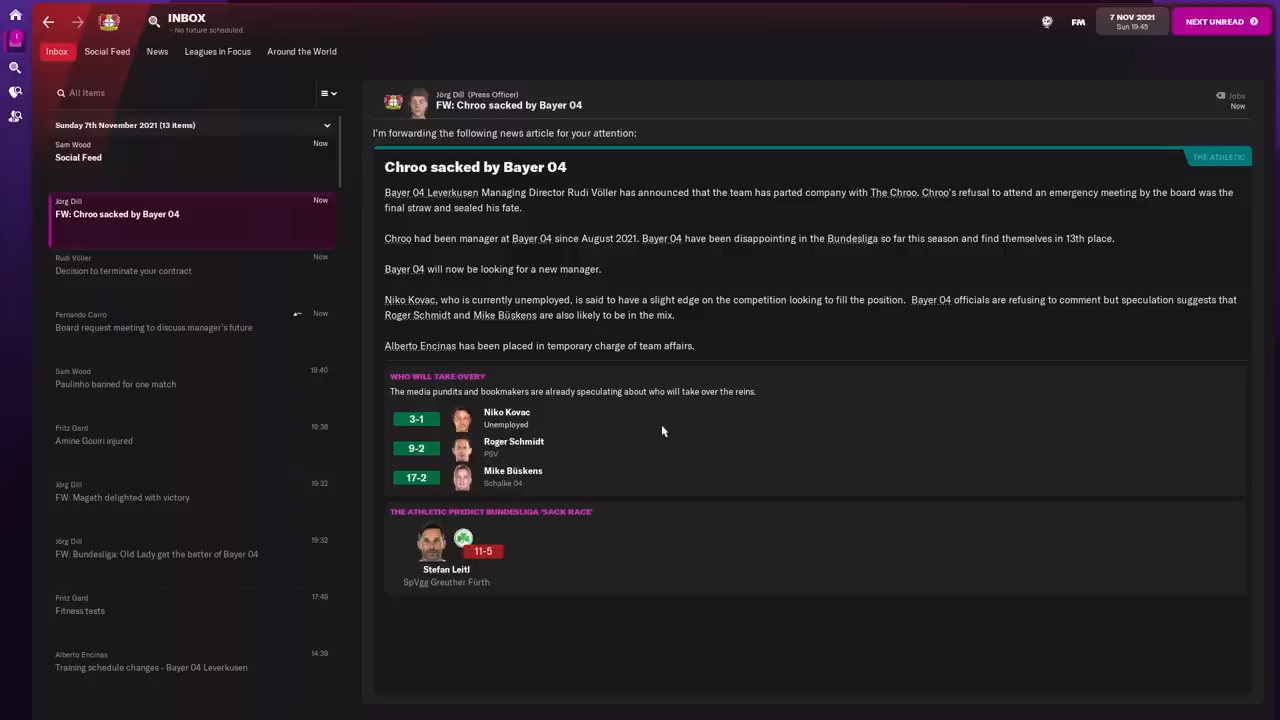 INBOX
- No fixture scheduled.
FM
7 NOV 2021
Sun 19:45
NEXT UNREAD
Inbox
Social Feed
News
Leagues in Focus
Around the World
All Items
Sunday 7th November 2021 (13 items)
Sam Wood
Now
Social Feed
Jörg Dill
Now
FW: Chroo sacked by Bayer 04
Rudi Völler
Now
Decision to terminate your contract
Fernando Carro
Now
Board request meeting to discuss manager's future
Sam Wood
19:40
Paulinho banned for one match
Fritz Gard
19:36
Amine Gouiri injured
Jörg Dill
19:32
FW: Magath delighted with victory
Jörg Dill
19:32
FW: Bundesliga: Old Lady get the better of Bayer 04
Fritz Gard
17:49
Fitness tests
Alberto Encinas
14:39
Training schedule changes - Bayer 04 Leverkusen
Jörg Dill (Press Officer)
FW: Chroo sacked by Bayer 04
Jobs
Now
I'm forwarding the following news article for your attention:
THE ATHLETIC
Chroo sacked by Bayer 04
Bayer 04 Leverkusen Managing Director Rudi Völler has announced that the team has parted company with The Chroo. Chroo's refusal to attend an emergency meeting by the board was the
final straw and sealed his fate.
Chroo had been manager at Bayer 04 since August 2021. Bayer 04 have been disappointing in the Bundesliga so far this season and find themselves in 13th place.
Bayer 04 will now be looking for a new manager.
Niko Kovac, who is currently unemployed, is said to have a slight edge on the competition looking to fill the position. Bayer 04 officials are refusing to comment but speculation suggests that
Roger Schmidt and Mike Büskens are also likely to be in the mix.
Alberto Encinas has been placed in temporary charge of team affairs.
WHO WILL TAKE OVER?
The media pundits and bookmakers are already speculating about who will take over the reins.
3-1
Niko Kovac
Unemployed
9-2
Roger Schmidt
PSV
17-2
Mike Büskens
Schalke 04
THE ATHLETIC PREDICT BUNDESLIGA 'SACK RACE'
11-5
Stefan Leitl
SpVgg Greuther Fürth